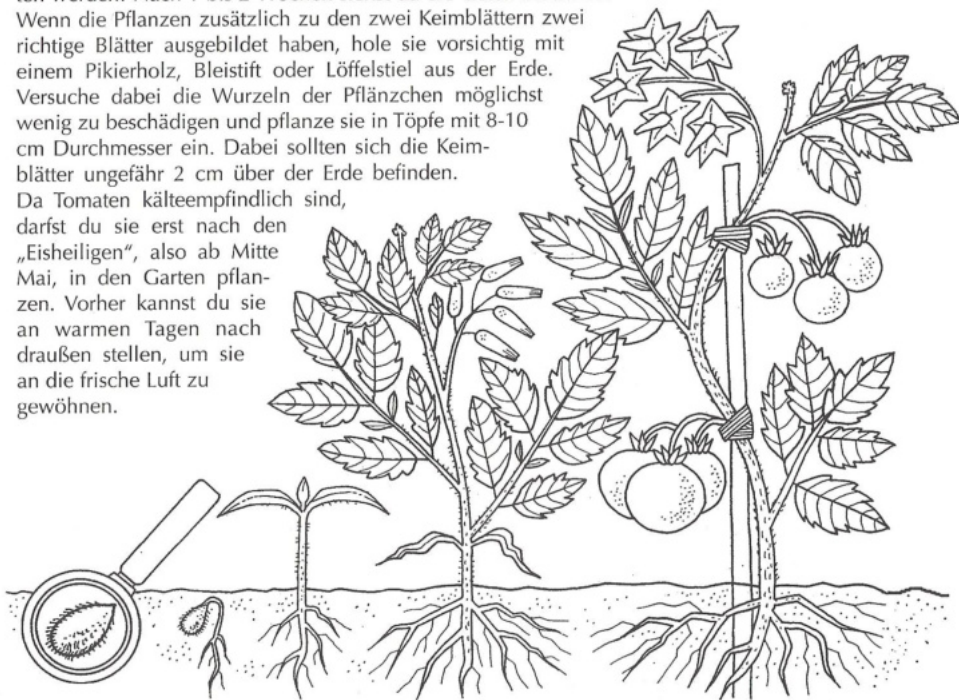 Wenn die Pflanzen zusätzlich zu den zwei Keimblättern zwei
richtige Blätter ausgebildet haben, hole sie vorsichtig mit
einem Pikierholz, Bleistift oder Löffelstiel aus der Erde.
Versuche dabei die Wurzeln der Pflänzchen möglichst
wenig zu beschädigen und pflanze sie in Töpfe mit 8-10
cm Durchmesser ein. Dabei sollten sich die Keim-
blätter ungefähr 2 cm über der Erde befinden.
Da Tomaten kälteempfindlich sind,
darfst du sie erst nach den
„Eisheiligen“, also ab Mitte
Mai, in den Garten pflan-
zen. Vorher kannst du sie
an warmen Tagen nach
draußen stellen, um sie
an die frische Luft zu
gewöhnen.